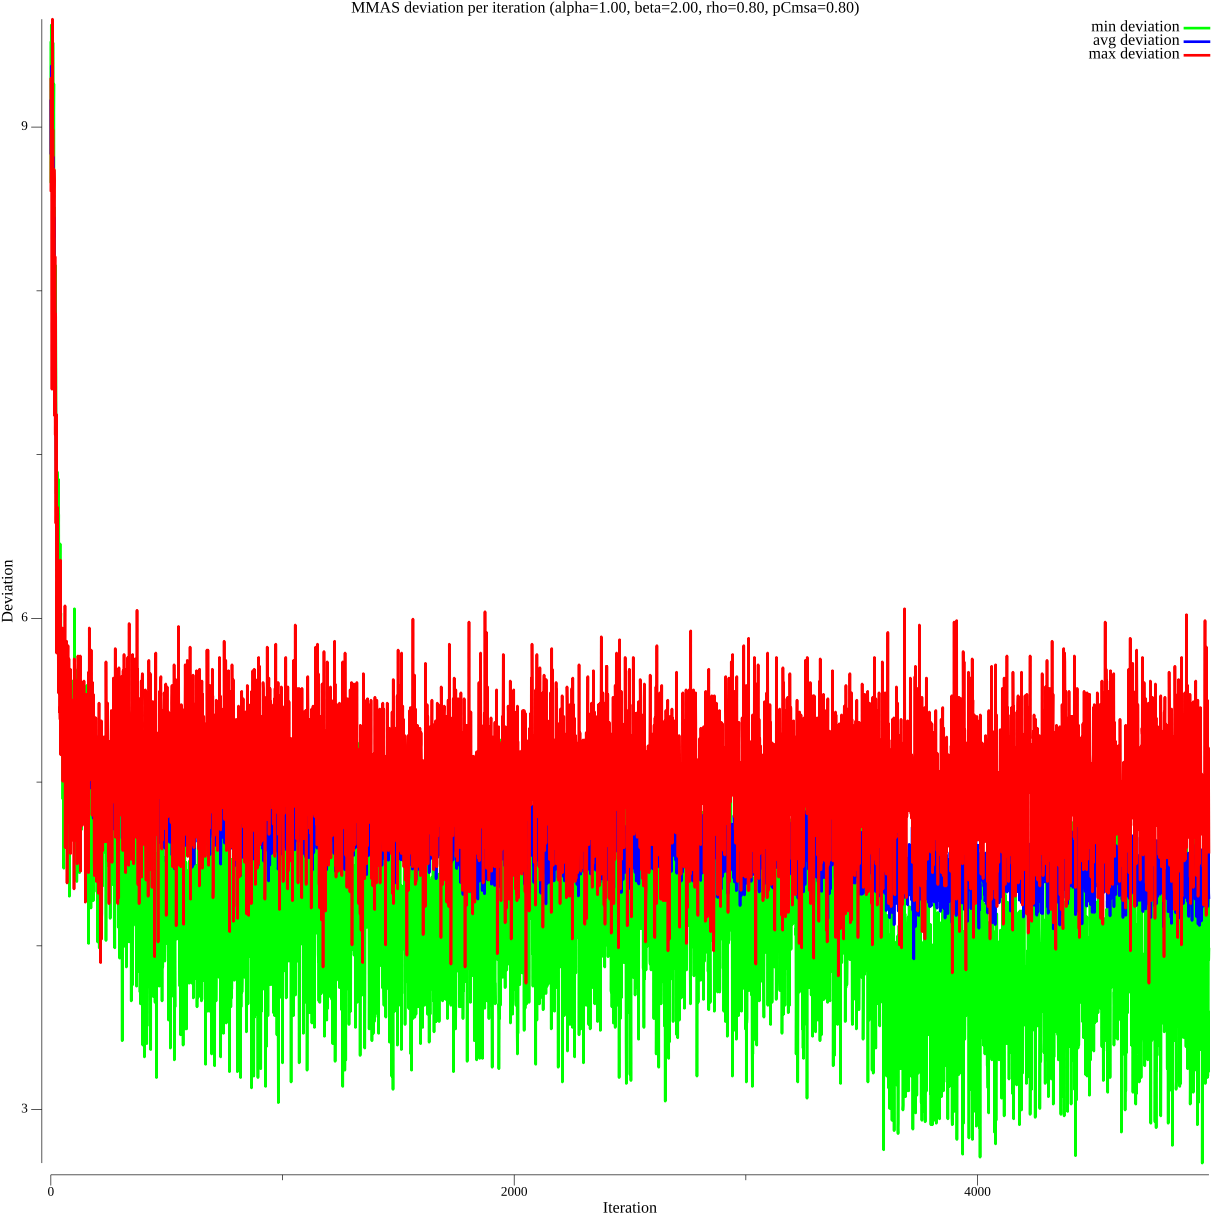 MMAS deviation per iteration (alpha=1.00, beta=2.00, rho=0.80, pCmsa=0.80)
min deviation
avg deviation
max deviation
9
6
3
Deviation
0
2000
4000
Iteration